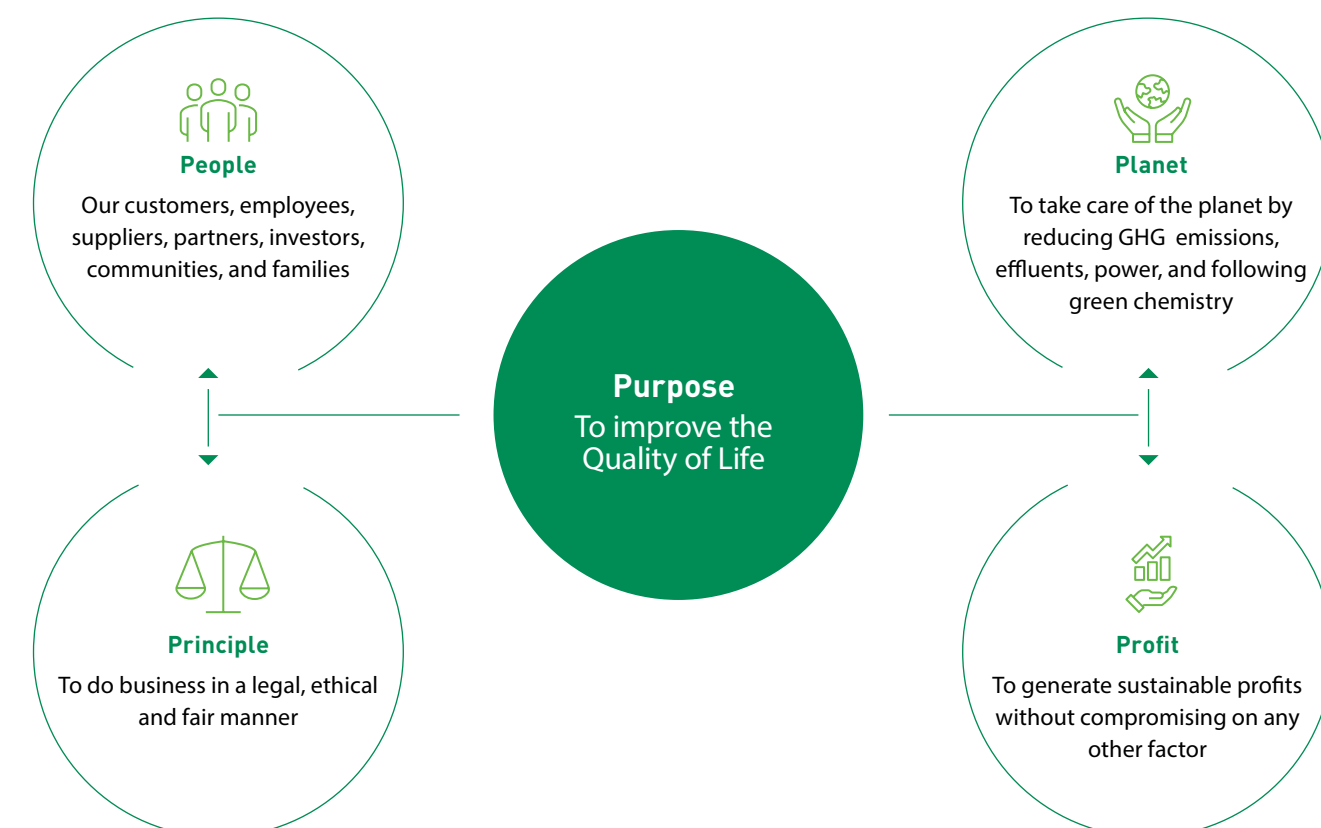 People
Our customers, employees,
suppliers, partners, investors,
communities, and families
Planet
To take care of the planet by
reducing GHG emissions,
effluents, power, and following
green chemistry
Purpose
To improve the
Quality of Life
Principle
To do business in a legal, ethical
and fair manner
Profit
To generate sustainable profits
without compromising on any
other factor